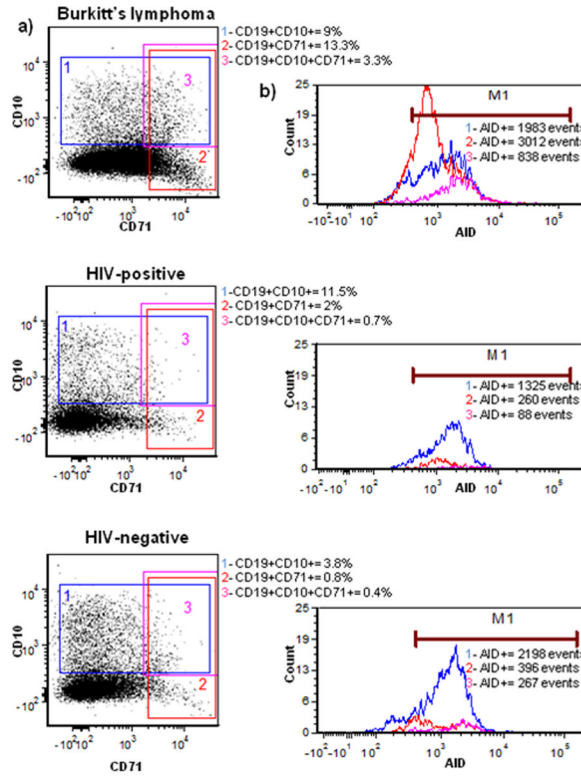 Burkitt's lymphoma
a)
1-CD19+CD10+= 9%
2-CD19+CD71+= 13.3%
3-CD19+CD10+CD71+= 3.3%
1
3
2
CD10
10⁴
10³
-10²
-10²10²
10³
10⁴
CD71
b)
M1
1- AID+= 1983 events
2- AID+= 3012 events
3- AID+= 838 events
Count
25
19
13
6
0
-10²-10¹
10²
10³
10⁴
10⁵
AID
HIV-positive
1-CD19+CD10+= 11.5%
2-CD19+CD71+= 2%
3-CD19+CD10+CD71+= 0.7%
1
3
2
CD10
10⁴
10³
-10²
-10²10²
10³
10⁴
CD71
M1
1- AID+= 1325 events
2- AID+= 260 events
3- AID+= 88 events
Count
25
19
13
6
0
-10²-10¹
10²
10³
10⁴
10⁵
AID
HIV-negative
1- CD19+CD10+= 3.8%
2- CD19+CD71+= 0.8%
3- CD19+CD10+CD71+= 0.4%
1
3
2
CD10
10⁴
10³
-10²
-10²10²
10³
10⁴
CD71
M1
1- AID+= 2198 events
2- AID+= 396 events
3- AID+= 267 events
Count
25
19
13
6
0
-10²-10¹
10²
10³
10⁴
10⁵
AID